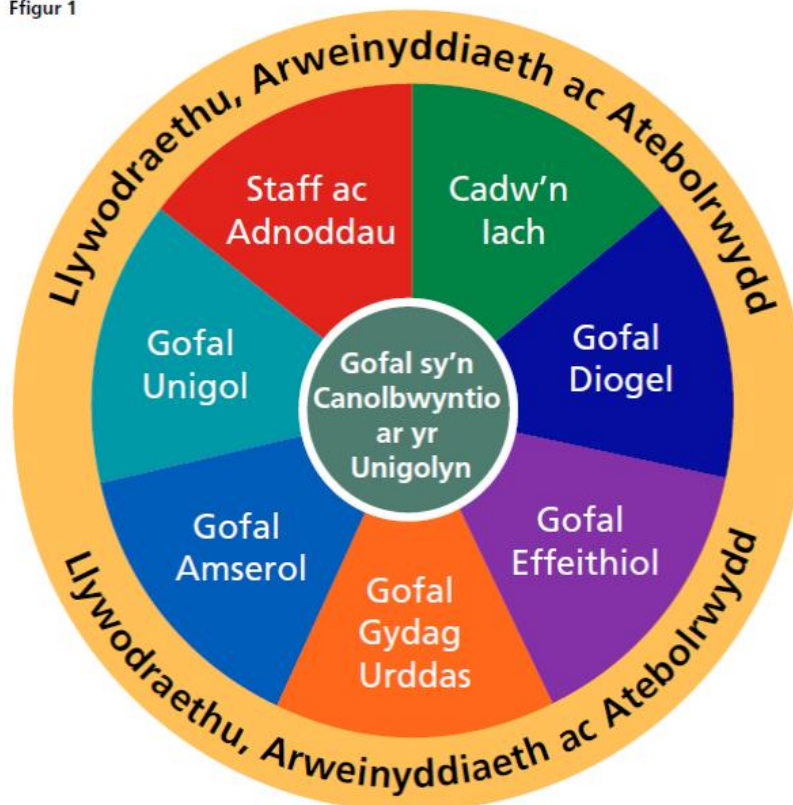 Ffigur 1
Llywodraethu, Arweinyddiaeth ac Atebolrwydd
Staff ac
Adnoddau
Cadw'n
Iach
Gofal
Diogel
Gofal
Effeithiol
Gofal
Gydag
Urddas
Gofal
Amserol
Gofal
Unigol
Gofal sy'n
Canolbwyntio
ar yr
Unigolyn
Llywodraethu, Arweinyddiaeth ac Atebolrwydd